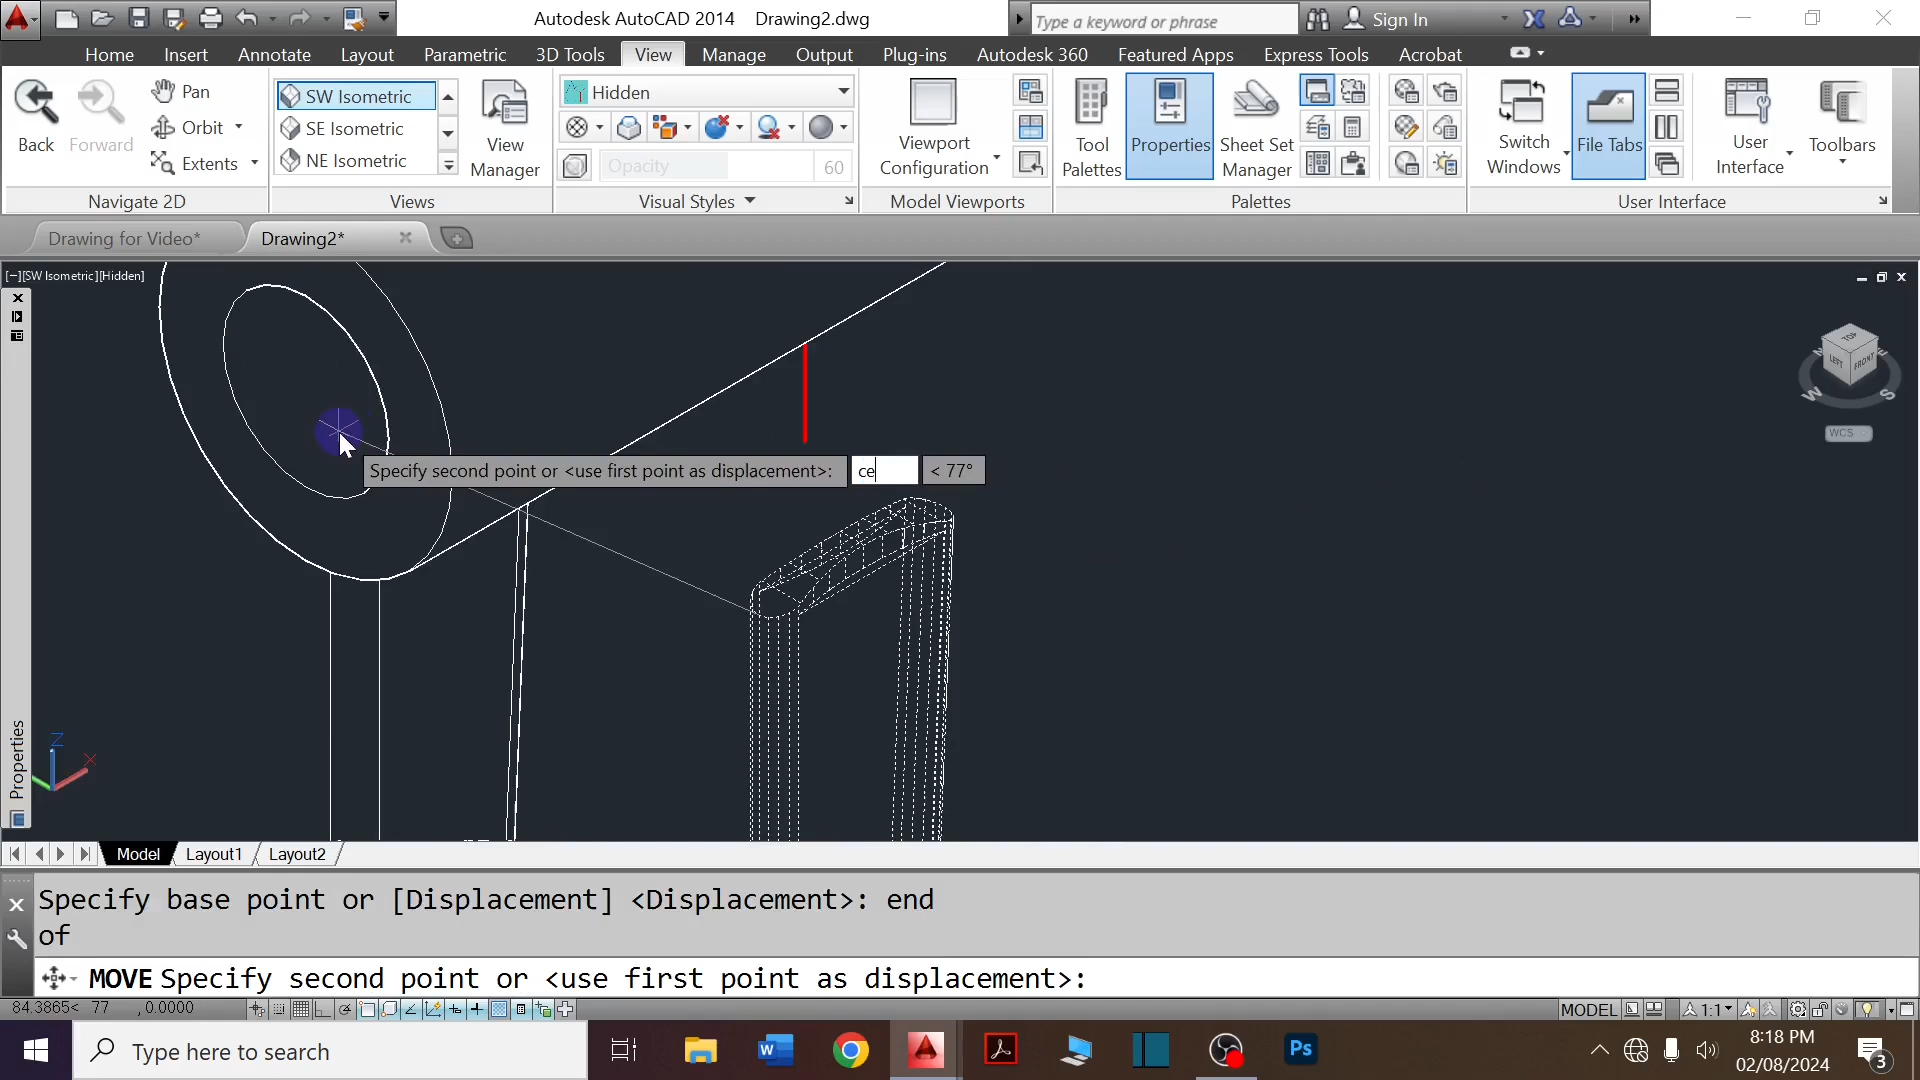 Autodesk AutoCAD 2014 Drawing2.dwg
Type a keyword or phrase
Sign In
Home Insert Annotate Layout Parametric 3D Tools View Manage Output Plug-ins Autodesk 360 Featured Apps Express Tools Acrobat
Back
Forward
Pan
Orbit
Extents
Navigate 2D
SW Isometric
SE Isometric
NE Isometric
View
Manager
Views
Hidden
Opacity 60
Visual Styles
Viewport
Configuration
Model Viewports
Tool
Palettes
Properties
Sheet Set
Manager
Palettes
Switch
Windows
File Tabs
User
Interface
Toolbars
User Interface
Drawing for Video*
Drawing2*
[−][SW Isometric][Hidden]
TOP
LEFT
FRONT
W
S
WCS
Specify second point or <use first point as displacement>: ce < 77°
Properties
Z
X
Model Layout1 Layout2
Specify base point or [Displacement] <Displacement>: end
of
MOVE Specify second point or <use first point as displacement>:
84.3865< 77 , 0.0000
MODEL
1:1
Type here to search
W
Ps
8:18 PM
02/08/2024
3